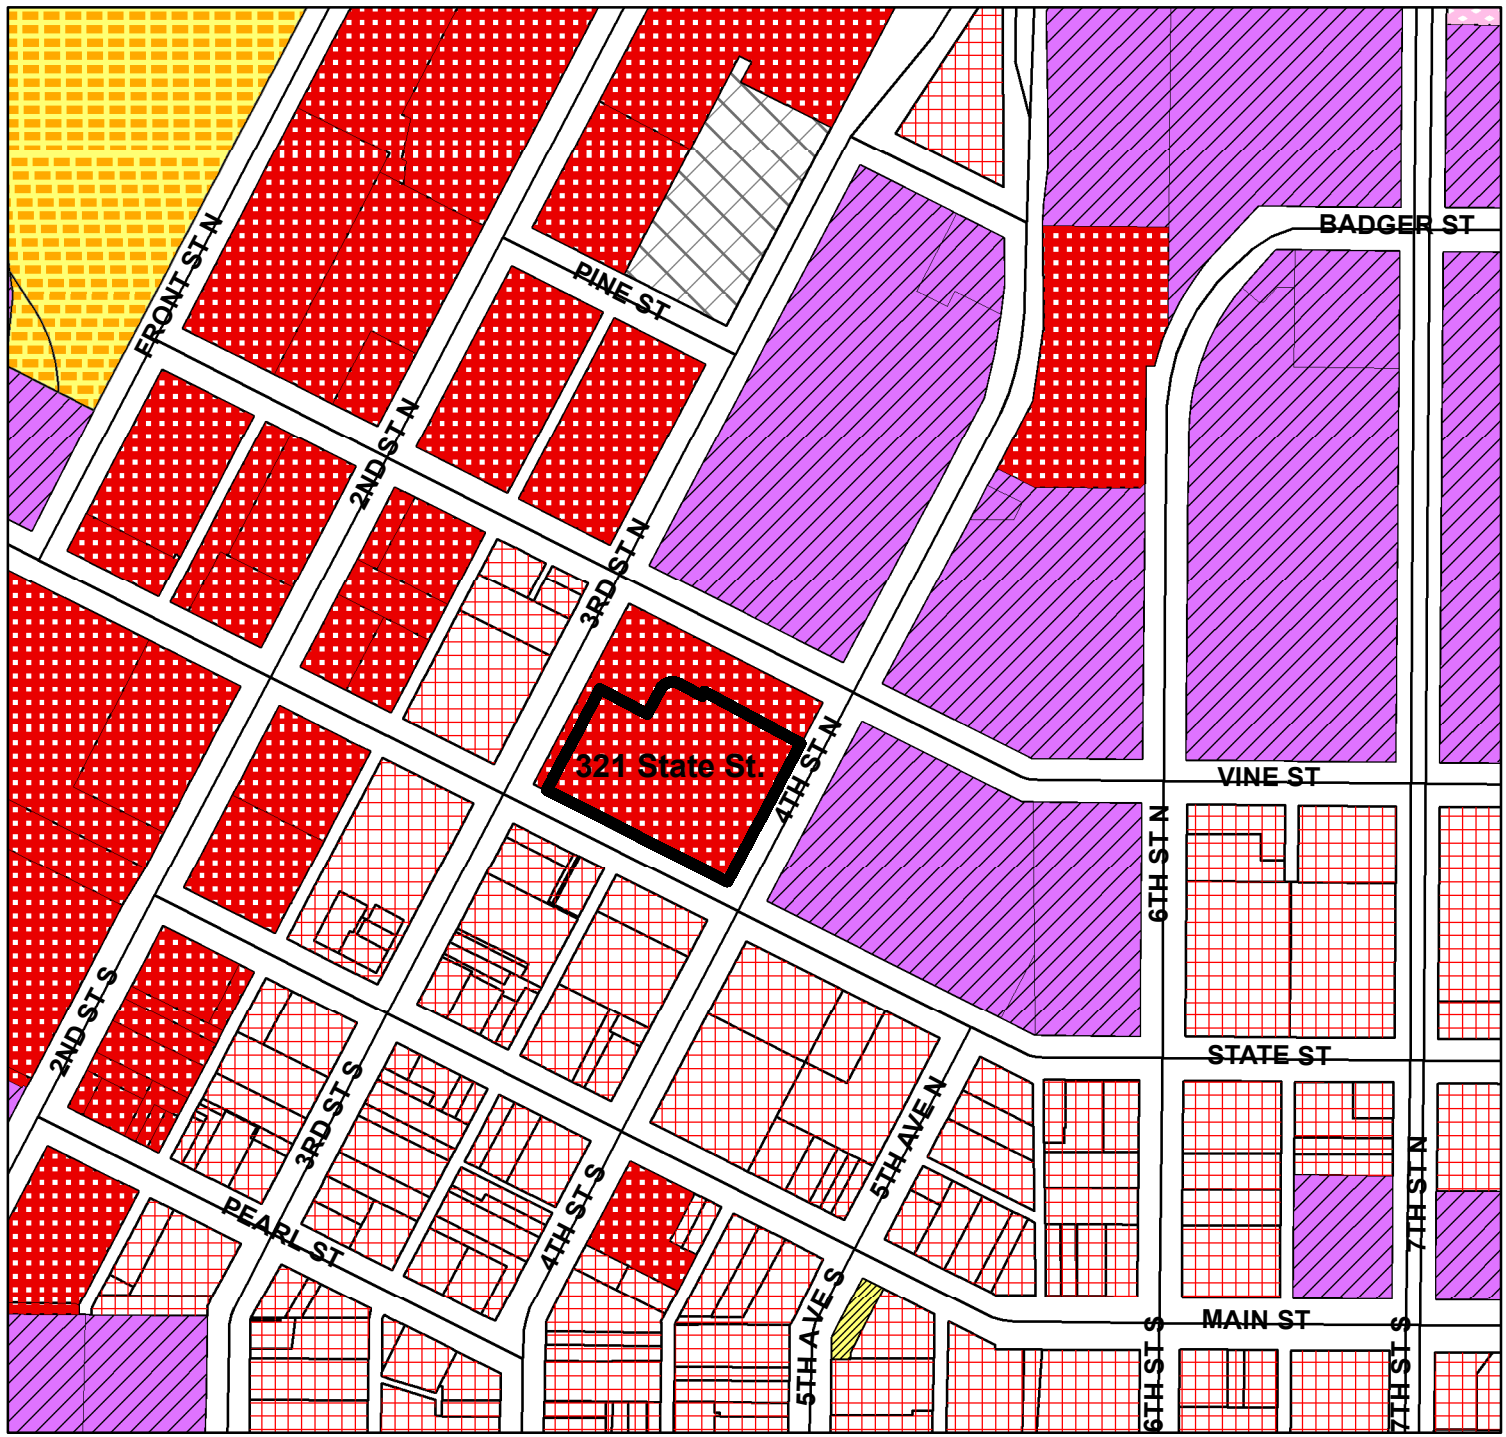 BADGER ST
FRONT ST N
PINE ST
2ND ST N
3RD ST N
321 State St.
4TH ST N
VINE ST
6TH ST N
2ND ST S
STATE ST
3RD ST S
5TH AVE N
7TH ST N
PEARL ST
4TH ST S
5TH AVE S
MAIN ST
6TH ST S
7TH ST S